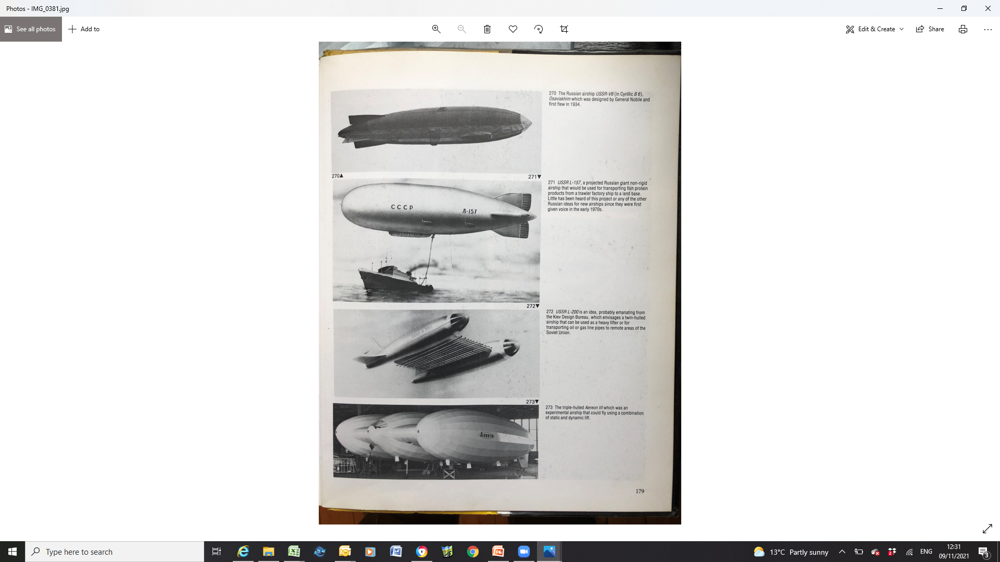 Photos - IMG_0381.jpg
See all photos
Add to
Edit & Create
Share
270 The Russian airship USSR-V6 (in Cyrillic B 6),
Osaviakhim which was designed by General Nobile and
first flew in 1934.
270▲
271▼
271 USSR L-157, a projected Russian giant non-rigid
airship that would be used for transporting fish protein
products from a trawler factory ship to a land base.
Little has been heard of this project or any of the other
Russian ideas for new airships since they were first
given voice in the early 1970s.
СССР
Л-157
272▼
272 USSR L-200 is an idea, probably emanating from
the Kiev Design Bureau, which envisages a twin-hulled
airship that can be used as a heavy lifter or for
transporting oil or gas line pipes to remote areas of the
Soviet Union.
СССР Л-200
273▼
273 The triple-hulled Aereon III which was an
experimental airship that could fly using a combination
of static and dynamic lift.
AEREON
179
Type here to search
13°C Partly sunny
ENG
12:31
09/11/2021
3